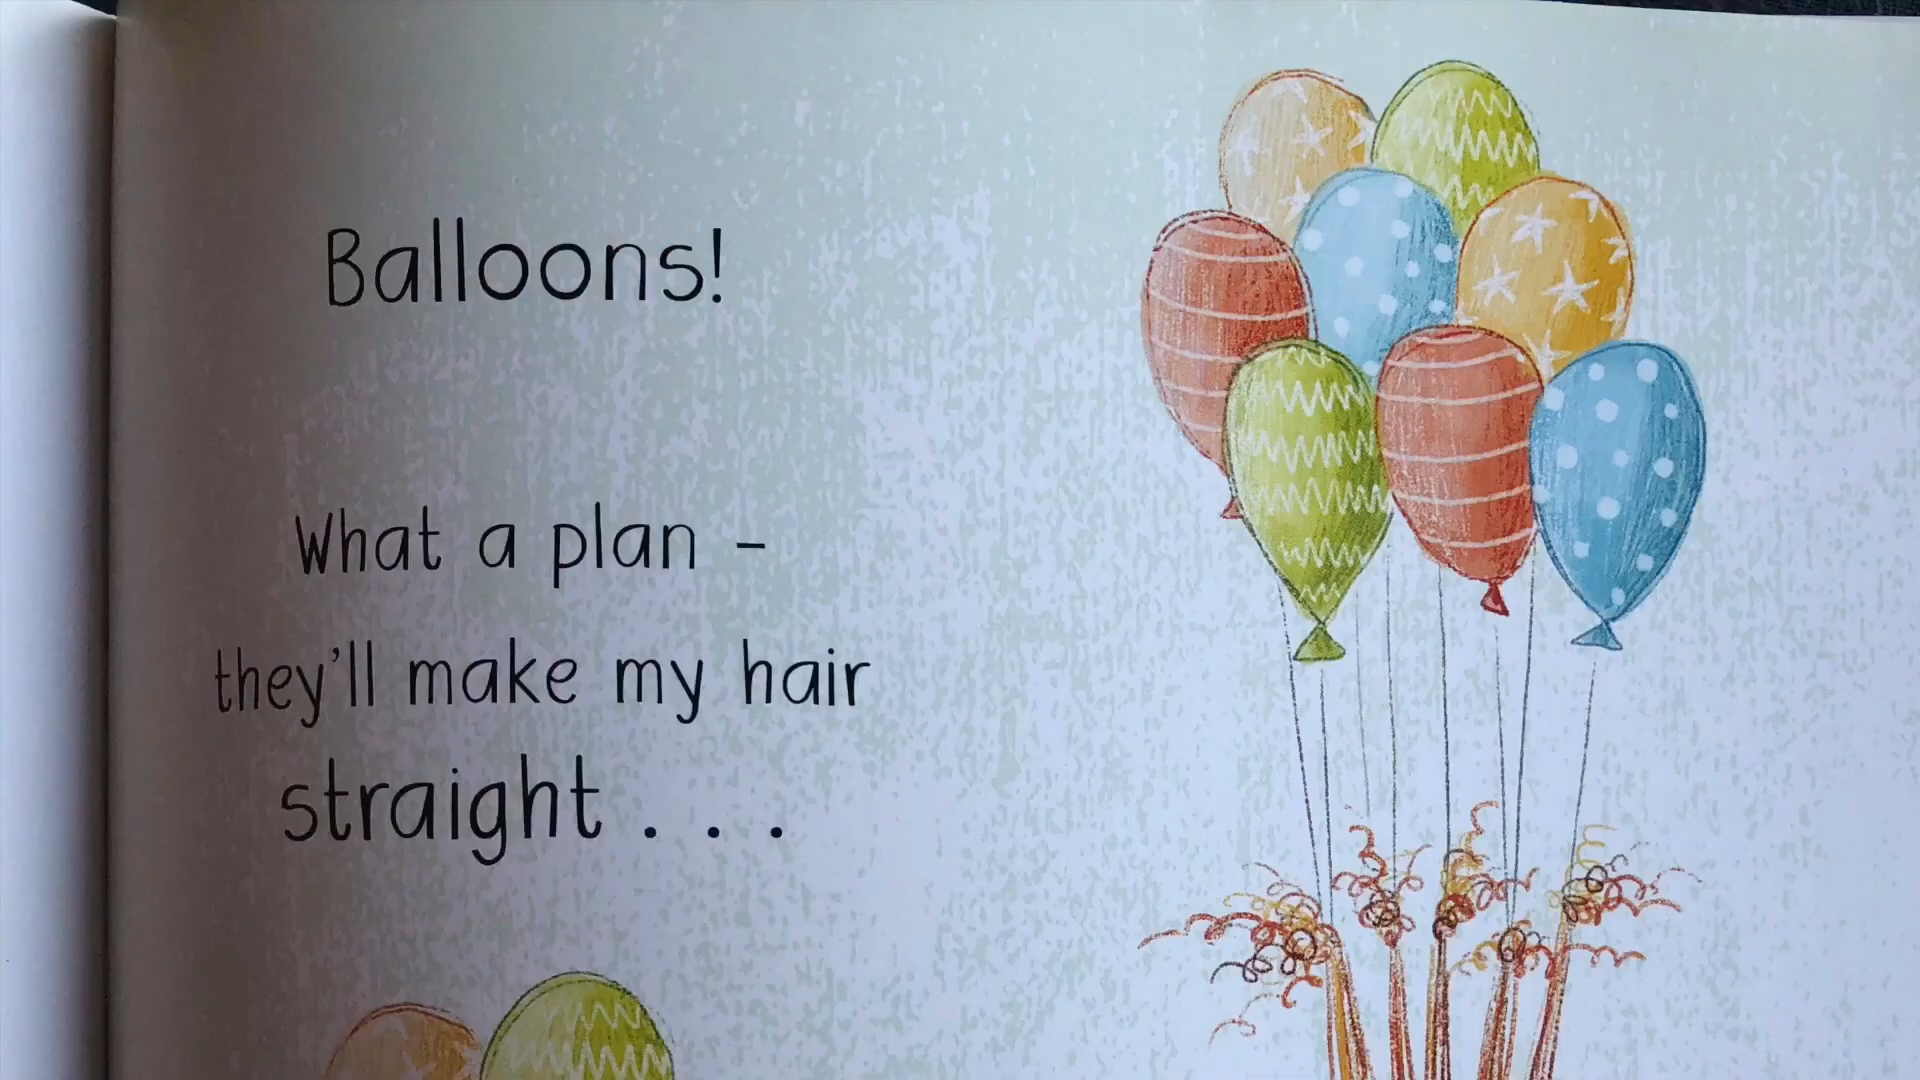 Balloons!
What a plan –
they'll make my hair
straight . . .